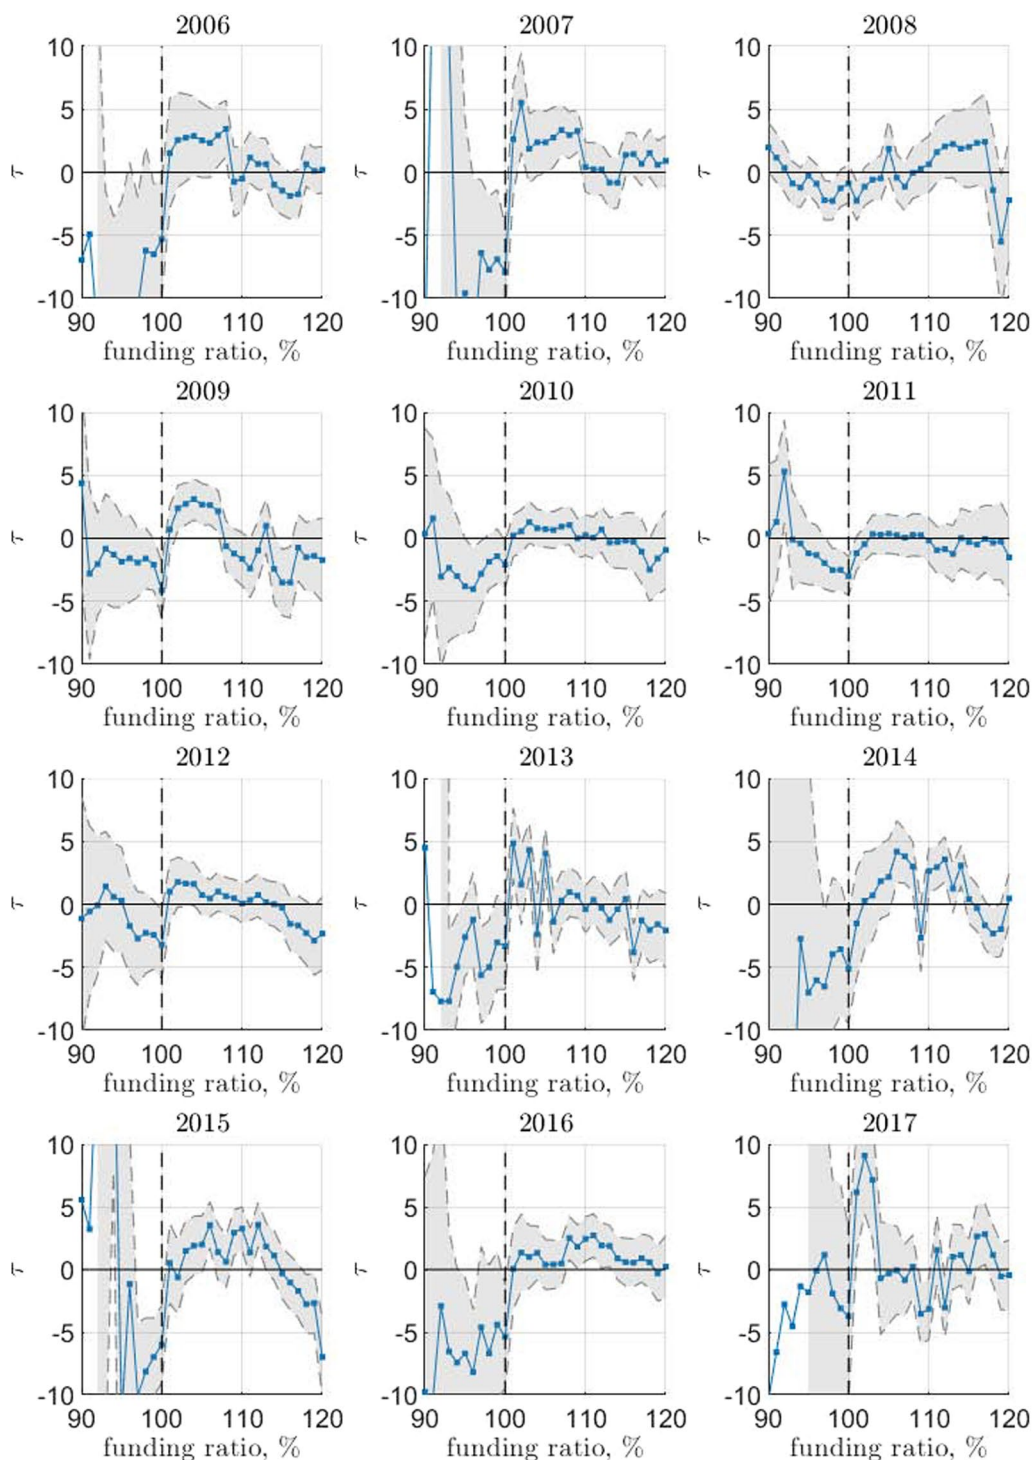 2006 2007 2008
10 10 10
5 5 5
τ 0 τ 0 τ 0
-5 -5 -5
-10 -10 -10
90 100 110 120 90 100 110 120 90 100 110 120
funding ratio, % funding ratio, % funding ratio, %
2009 2010 2011
10 10 10
5 5 5
τ 0 τ 0 τ 0
-5 -5 -5
-10 -10 -10
90 100 110 120 90 100 110 120 90 100 110 120
funding ratio, % funding ratio, % funding ratio, %
2012 2013 2014
10 10 10
5 5 5
τ 0 τ 0 τ 0
-5 -5 -5
-10 -10 -10
90 100 110 120 90 100 110 120 90 100 110 120
funding ratio, % funding ratio, % funding ratio, %
2015 2016 2017
10 10 10
5 5 5
τ 0 τ 0 τ 0
-5 -5 -5
-10 -10 -10
90 100 110 120 90 100 110 120 90 100 110 120
funding ratio, % funding ratio, % funding ratio, %